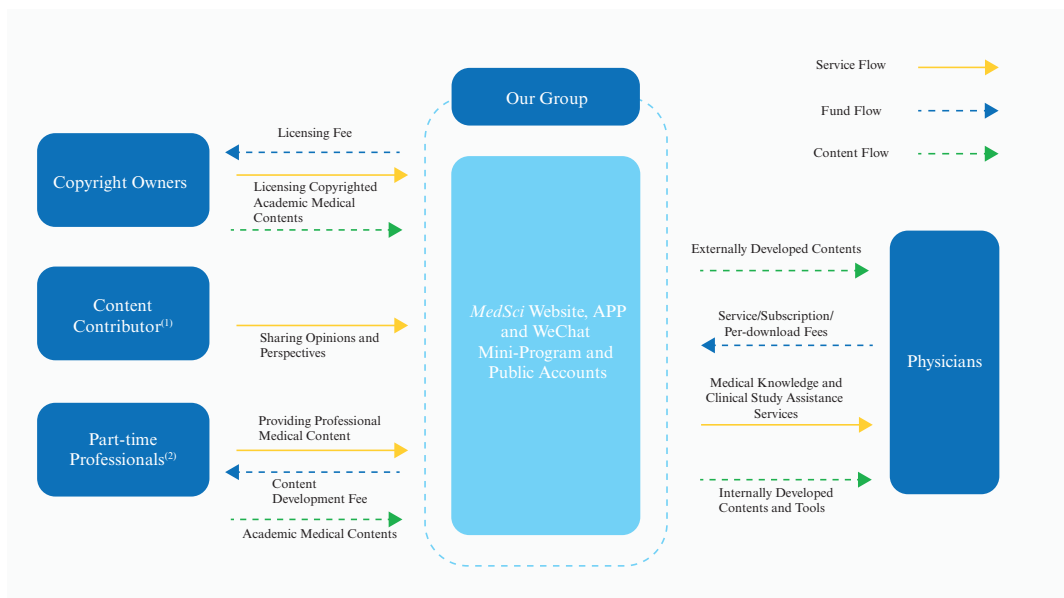 Service Flow
Fund Flow
Content Flow
Our Group
Copyright Owners
Licensing Fee
Licensing Copyrighted
Academic Medical
Contents
Content
Contributor(1)
Sharing Opinions and
Perspectives
Part-time
Professionals(2)
Providing Professional
Medical Content
Content
Development Fee
Academic Medical Contents
MedSci Website, APP
and WeChat
Mini-Program and
Public Accounts
Externally Developed Contents
Service/Subscription/
Per-download Fees
Medical Knowledge and
Clinical Study Assistance
Services
Internally Developed
Contents and Tools
Physicians